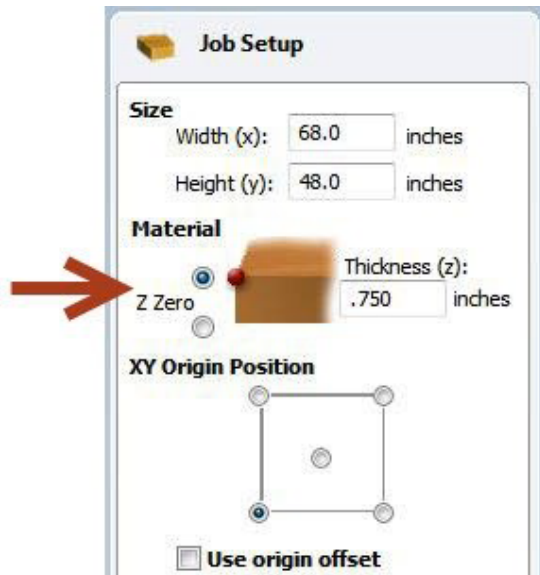 Job Setup
Size
Width (x): 68.0 inches
Height (y): 48.0 inches
Material
Thickness (z):
Z Zero .750 inches
XY Origin Position
Use origin offset